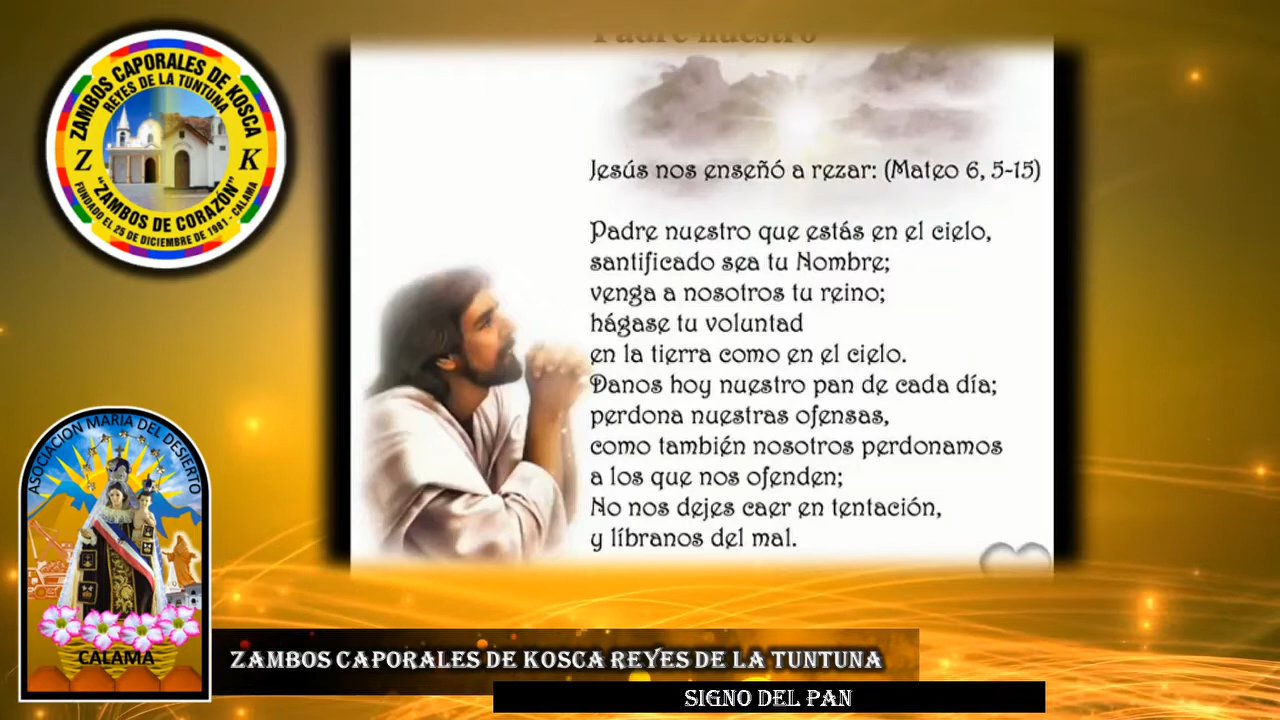 ZAMBOS CAPORALES DE KOSCA
REYES DE LA TUNTUNA
Z K
"ZAMBOS DE CORAZÓN"
FUNDADO EL 25 DE DICIEMBRE DE 1981 - CALAMA
Padre nuestro
Jesús nos enseñó a rezar: (Mateo 6, 5-15)
Padre nuestro que estás en el cielo,
santificado sea tu Nombre;
venga a nosotros tu reino;
hágase tu voluntad
en la tierra como en el cielo.
Danos hoy nuestro pan de cada día;
perdona nuestras ofensas,
como también nosotros perdonamos
a los que nos ofenden;
No nos dejes caer en tentación,
y líbranos del mal.
ASOCIACION MARIA DEL DESIERTO
CALAMA
ZAMBOS CAPORALES DE KOSCA REYES DE LA TUNTUNA
SIGNO DEL PAN